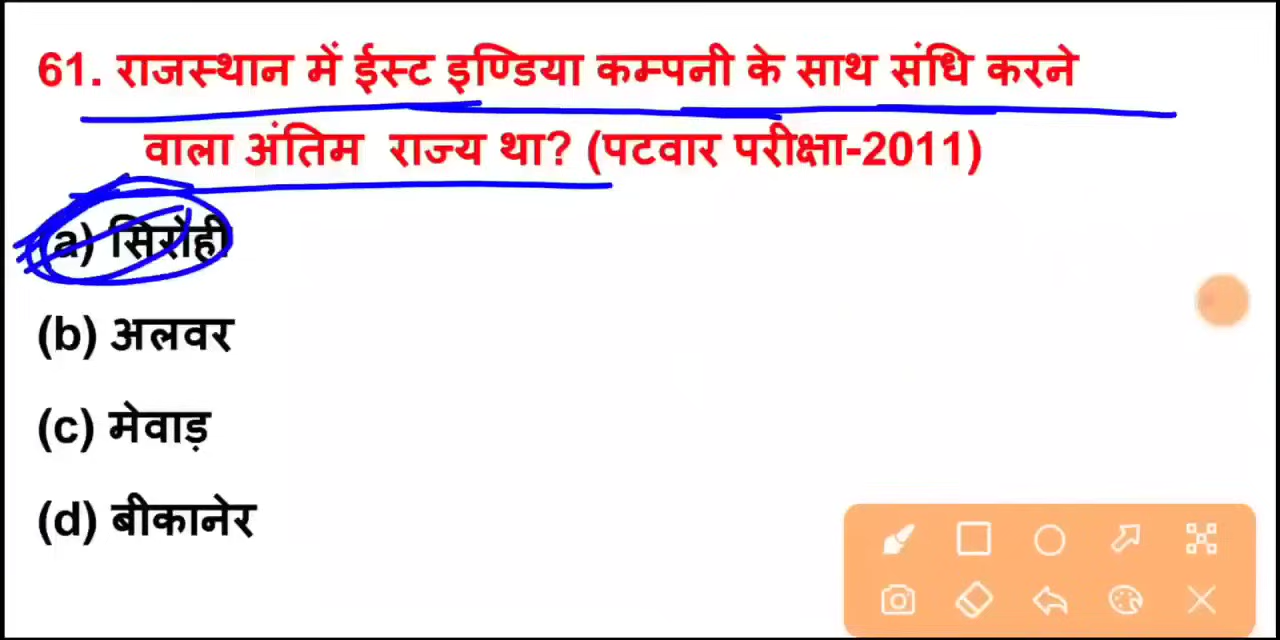 61. राजस्थान में ईस्ट इण्डिया कम्पनी के साथ संधि करने
वाला अंतिम राज्य था? (पटवार परीक्षा-2011)
(a) सिरोही
(b) अलवर
(c) मेवाड़
(d) बीकानेर